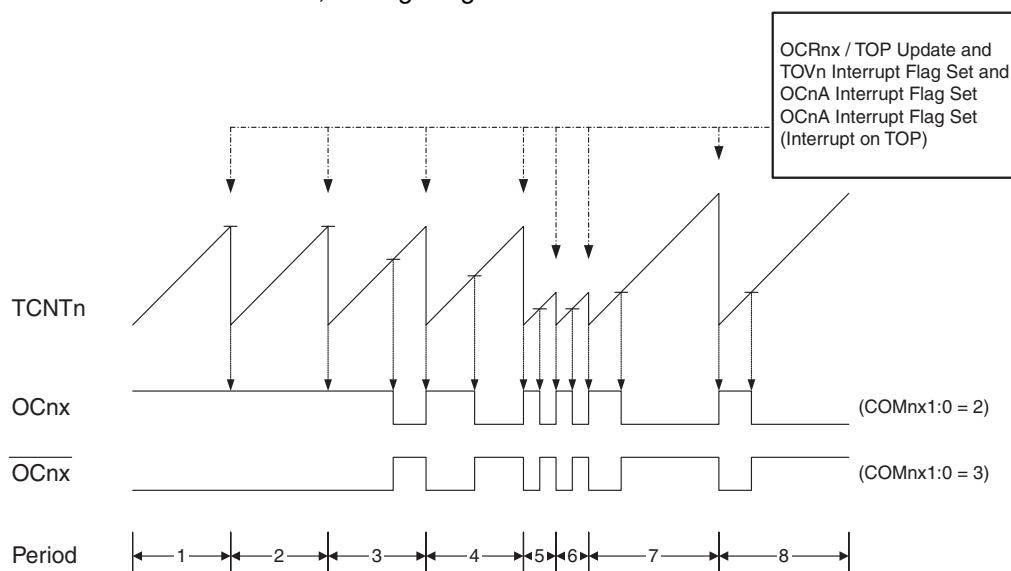 OCRnx / TOP Update and
TOVn Interrupt Flag Set and
OCnA Interrupt Flag Set
OCnA Interrupt Flag Set
(Interrupt on TOP)
TCNTn
OCnx
(COMnx1:0 = 2)
OCnx
(COMnx1:0 = 3)
Period 1 2 3 4 5 6 7 8